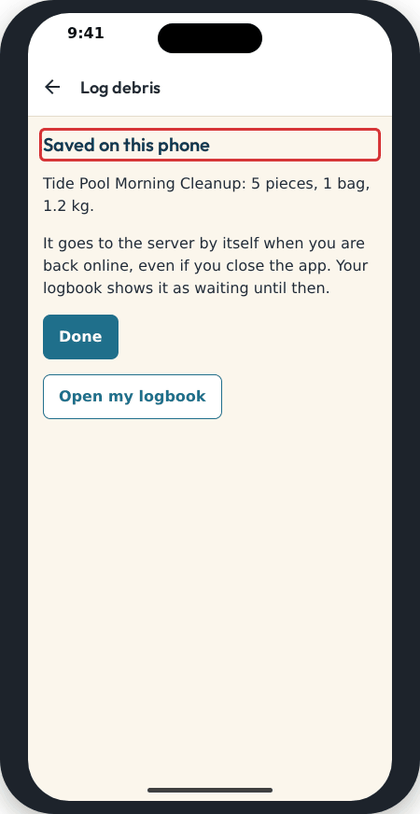 9:41
Log debris
Saved on this phone
Tide Pool Morning Cleanup: 5 pieces, 1 bag,
1.2 kg.
It goes to the server by itself when you are
back online, even if you close the app. Your
logbook shows it as waiting until then.
Done
Open my logbook